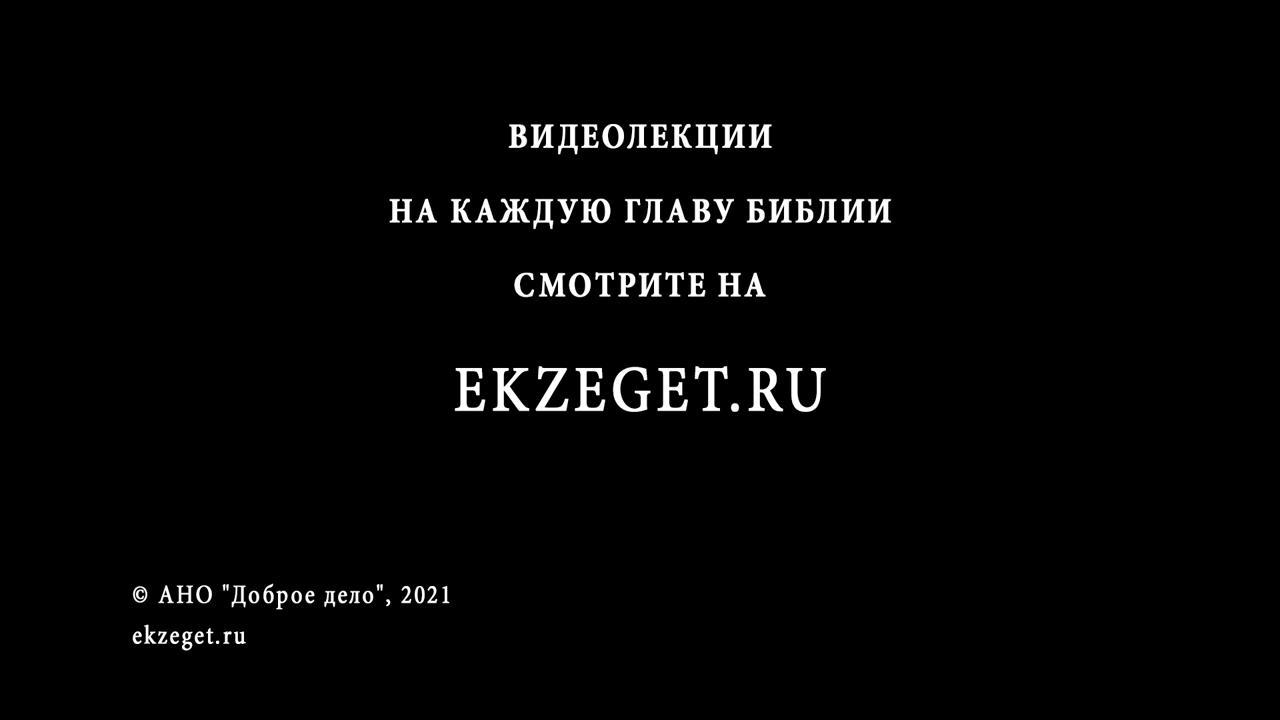 ВИДЕОЛЕКЦИИ
НА КАЖДУЮ ГЛАВУ БИБЛИИ
СМОТРИТЕ НА
EKZEGET.RU
© АНО "Доброе дело", 2021
ekzeget.ru